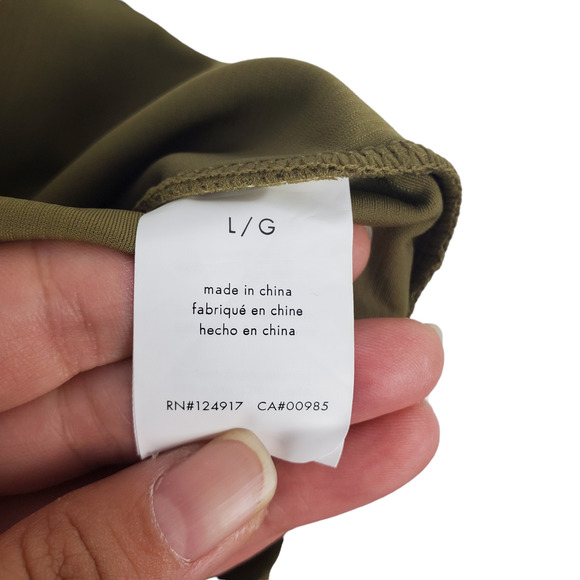 L / G
made in china
fabriqué en chine
hecho en china
RN#124917 CA#00985